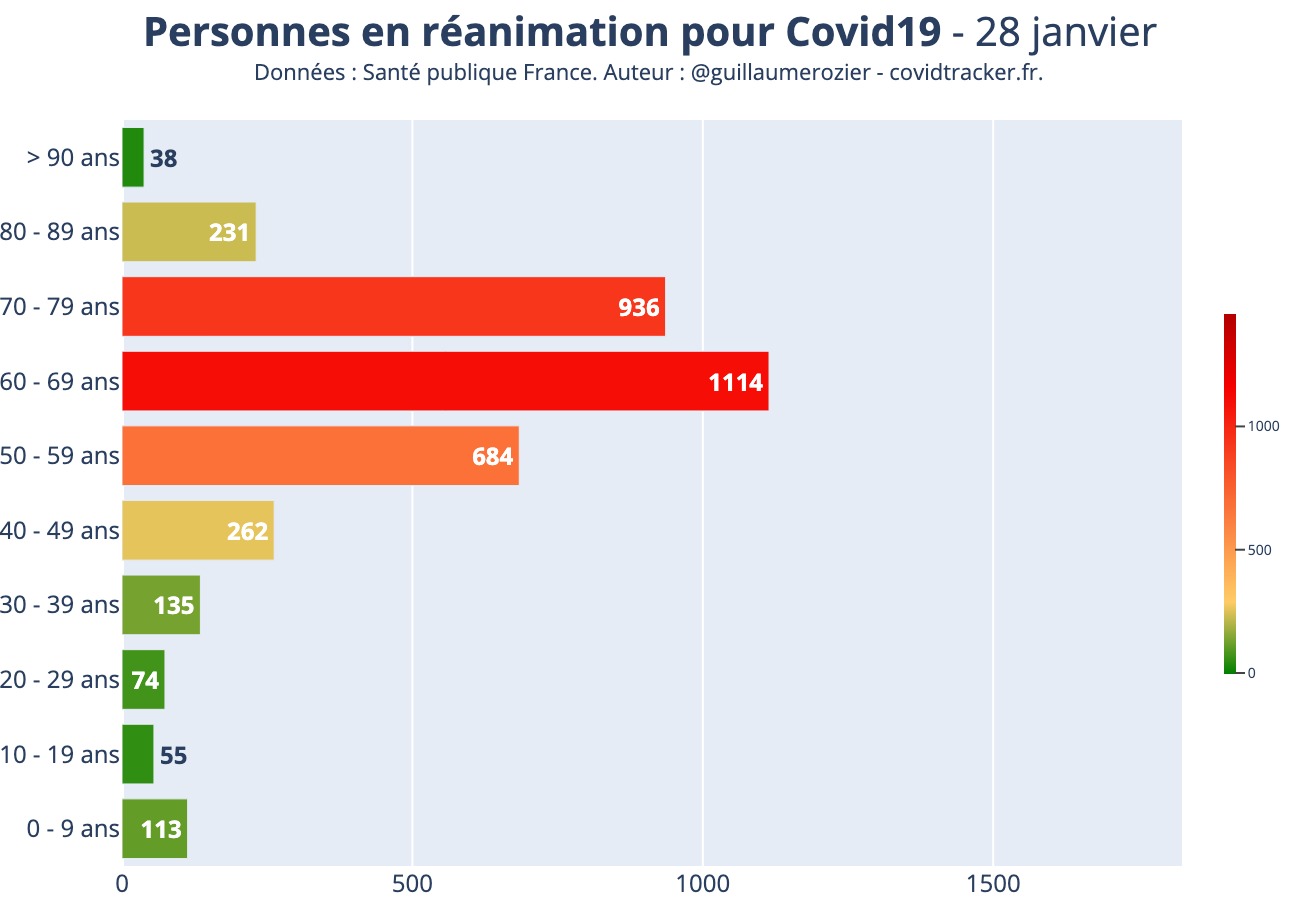 Personnes en réanimation pour Covid19 - 28 janvier
Données : Santé publique France. Auteur : @guillaumerozier - covidtracker.fr.
> 90 ans 38
80 - 89 ans 231
70 - 79 ans 936
60 - 69 ans 1114
50 - 59 ans 684
40 - 49 ans 262
30 - 39 ans 135
20 - 29 ans 74
10 - 19 ans 55
0 - 9 ans 113
0 500 1000 1500
1000
500
0